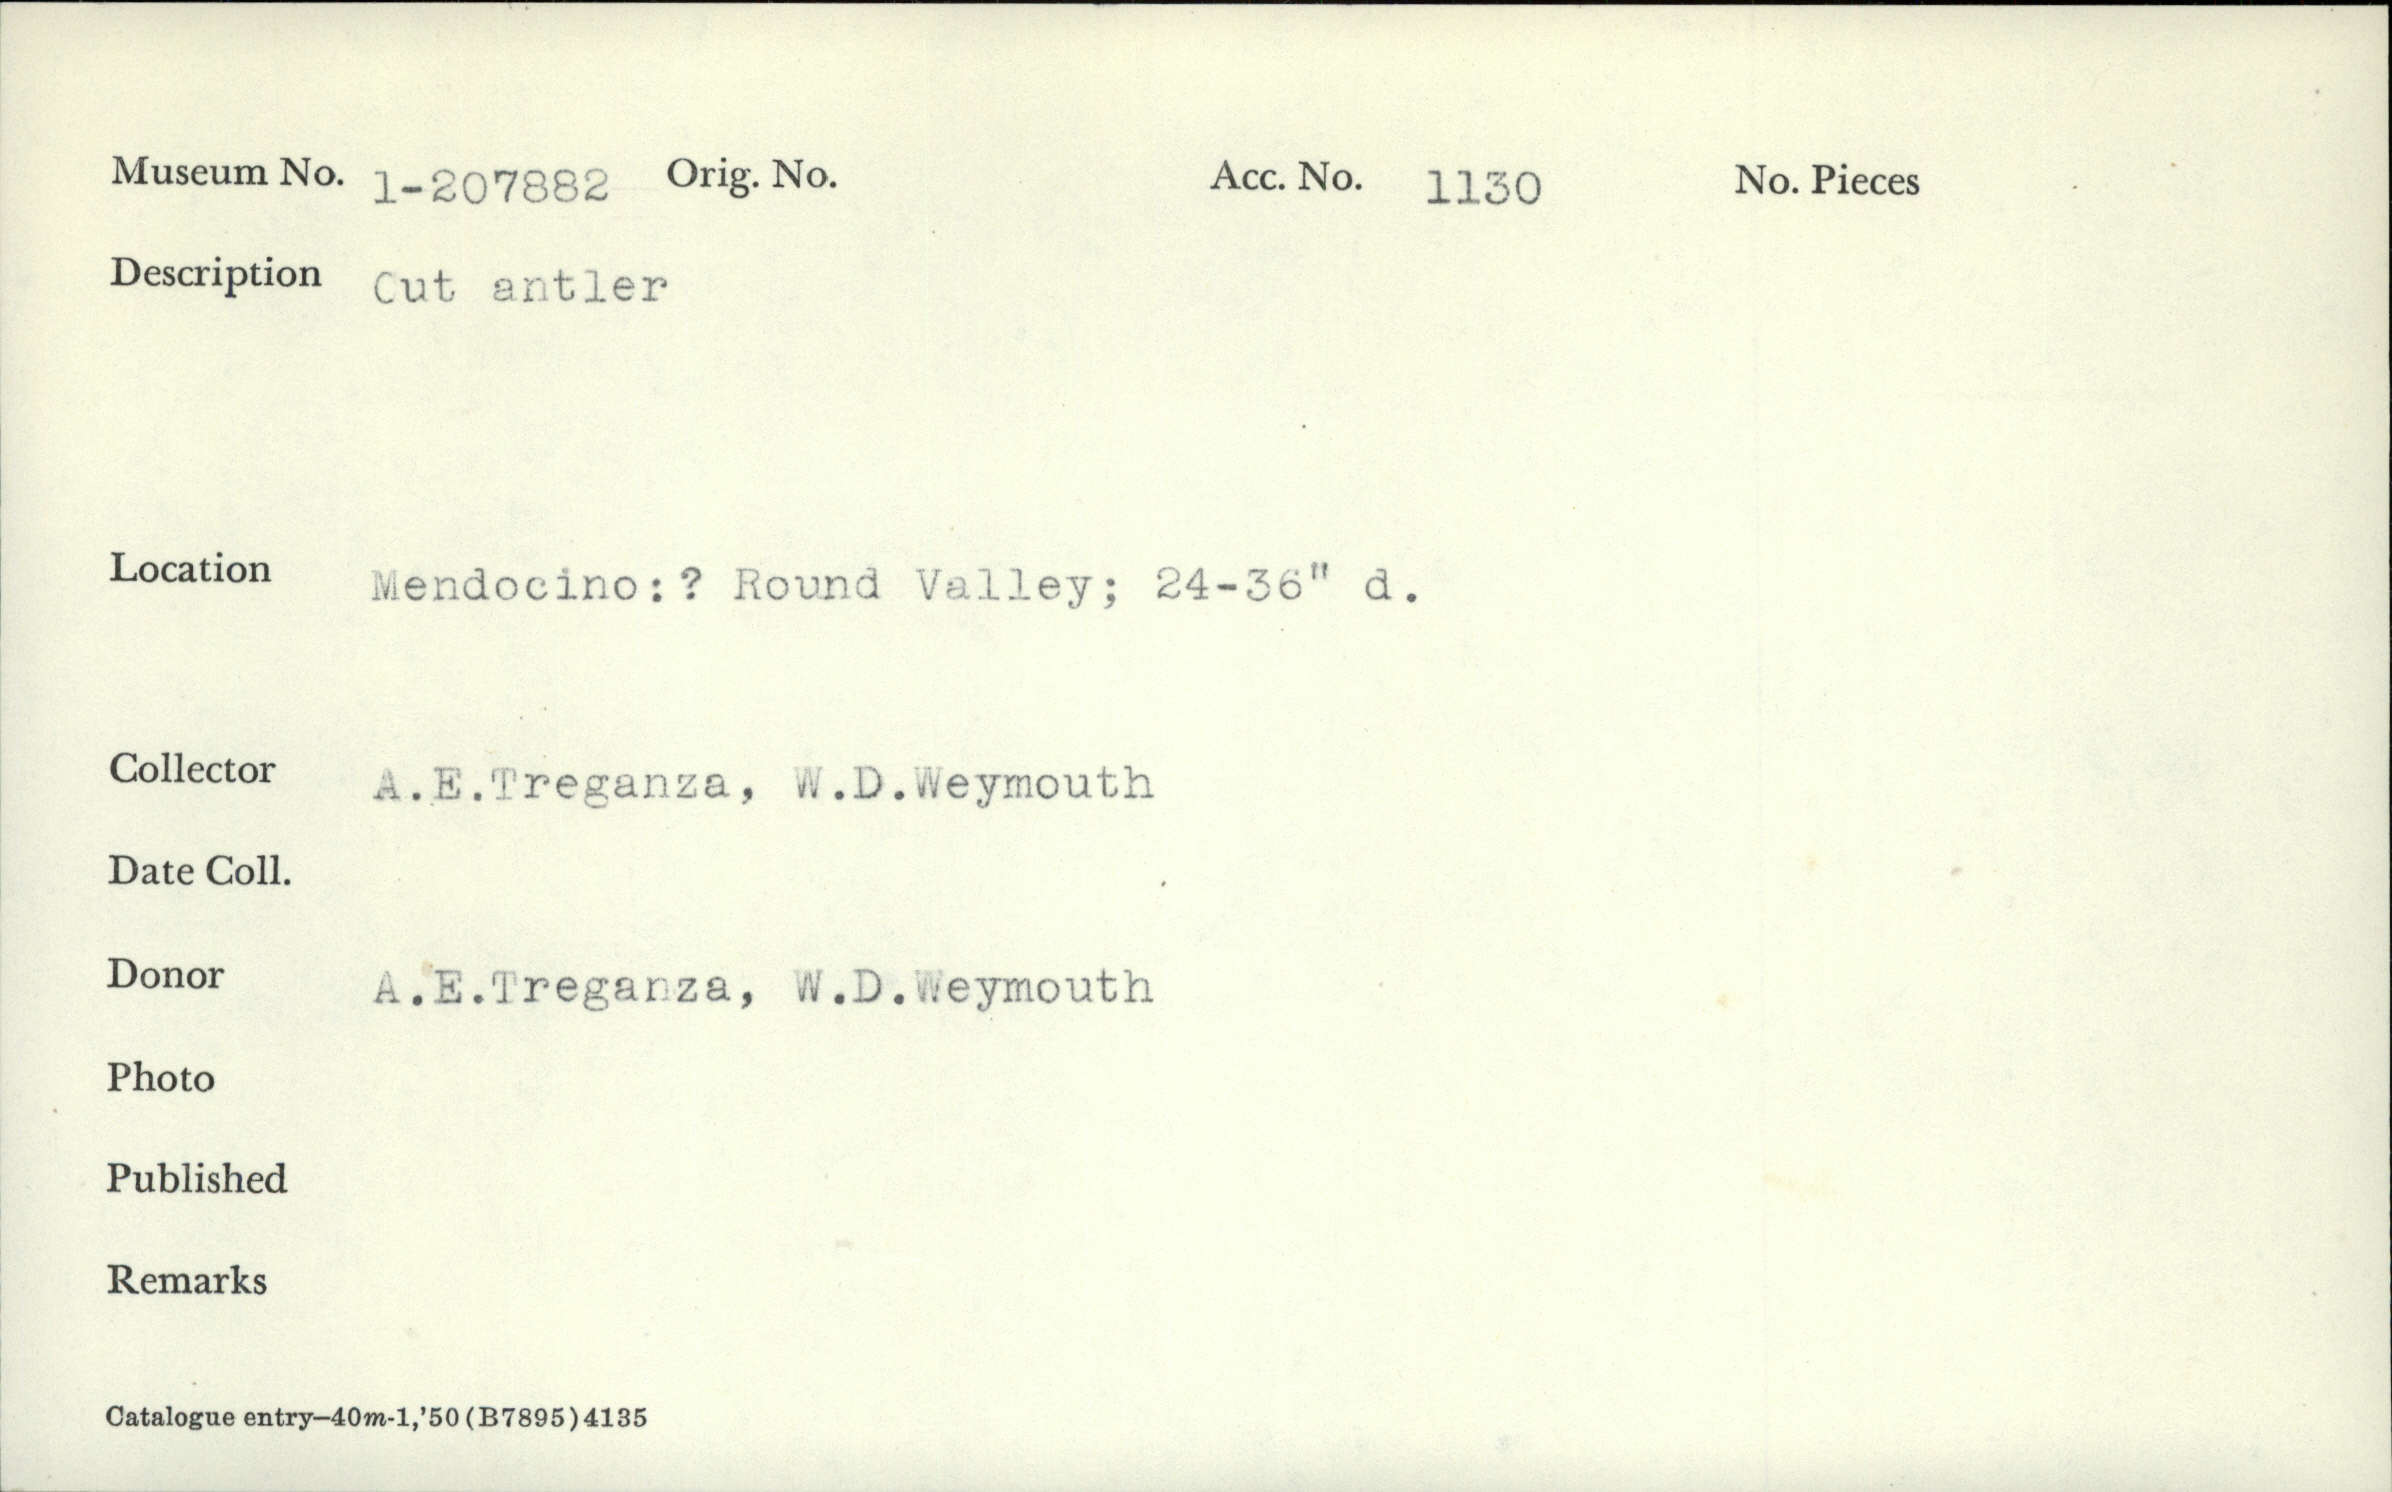 Museum No. 1-207882 Orig. No. Acc. No. 1130 No. Pieces
Description Cut antler
Location Mendocino:? Round Valley; 24-36" d.
Collector A.E.Treganza, W.D.Weymouth
Date Coll.
Donor A.E.Treganza, W.D.Weymouth
Photo
Published
Remarks
Catalogue entry—40m-1,'50(B7895)4135